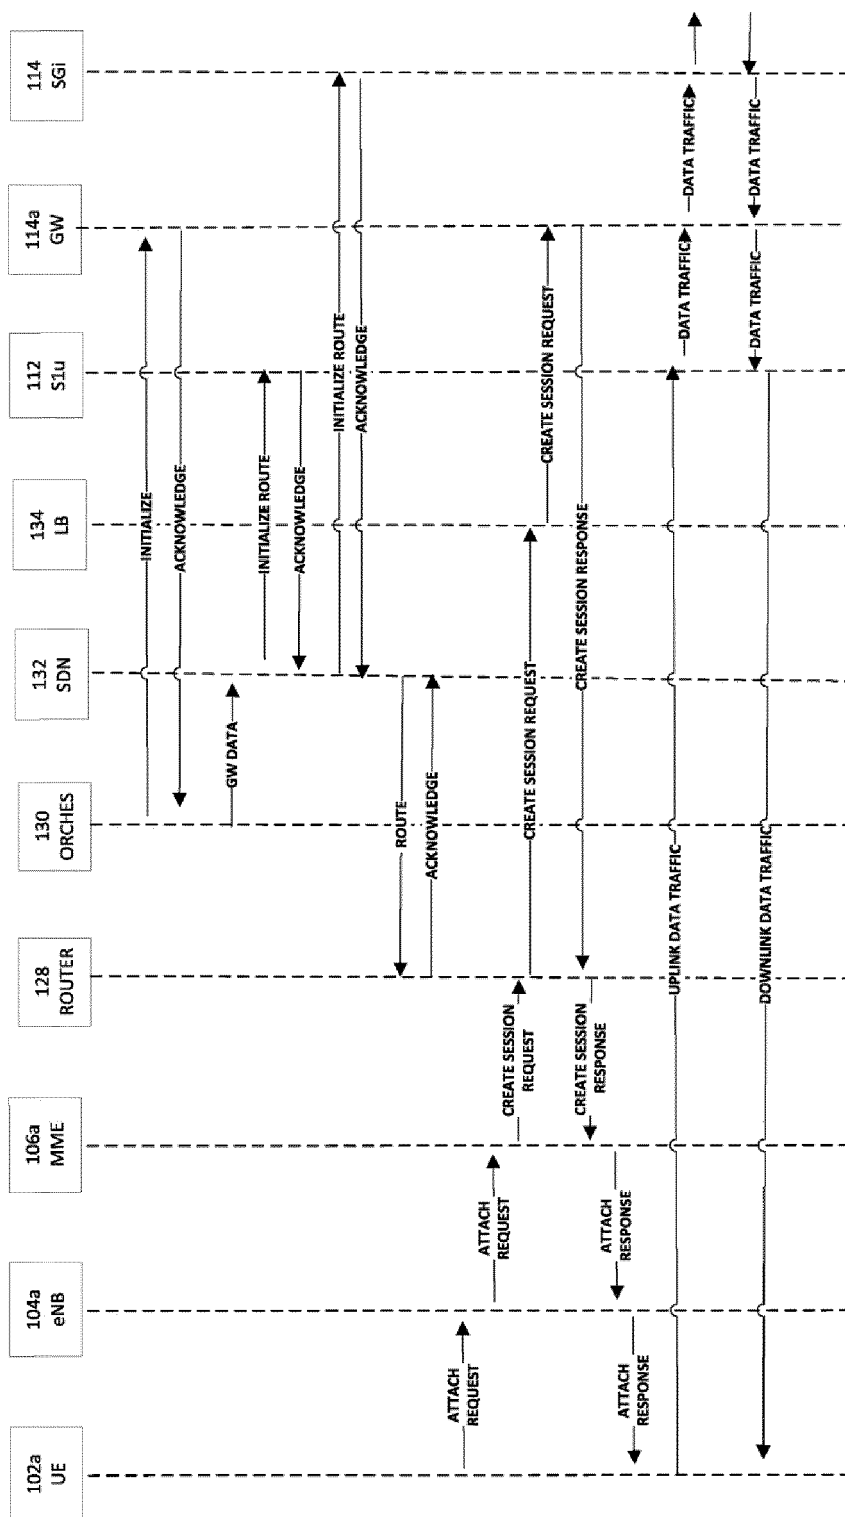 102a
UE
104a
eNB
106a
MME
128
ROUTER
130
ORCHES
132
SDN
134
LB
112
S1u
114a
GW
114
SGi
INITIALIZE
ACKNOWLEDGE
GW DATA
INITIALIZE ROUTE
ACKNOWLEDGE
INITIALIZE ROUTE
ACKNOWLEDGE
ROUTE
ACKNOWLEDGE
ATTACH
REQUEST
ATTACH
REQUEST
CREATE SESSION
REQUEST
CREATE SESSION REQUEST
CREATE SESSION REQUEST
CREATE SESSION RESPONSE
CREATE SESSION
RESPONSE
ATTACH
RESPONSE
ATTACH
RESPONSE
UPLINK DATA TRAFFIC
DATA TRAFFIC
DATA TRAFFIC
DATA TRAFFIC
DATA TRAFFIC
DOWNLINK DATA TRAFFIC